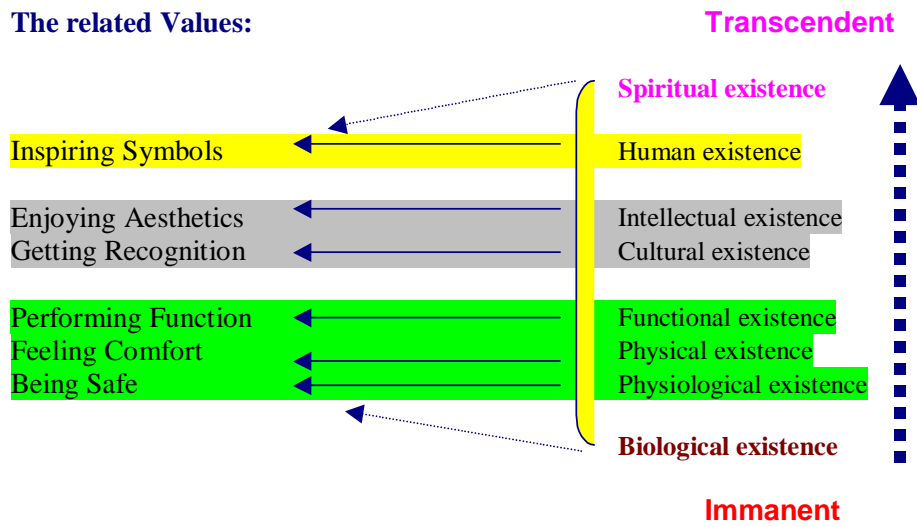 The related Values:
Transcendent
Spiritual existence
Inspiring Symbols
Human existence
Enjoying Aesthetics
Intellectual existence
Getting Recognition
Cultural existence
Performing Function
Functional existence
Feeling Comfort
Physical existence
Being Safe
Physiological existence
Biological existence
Immanent